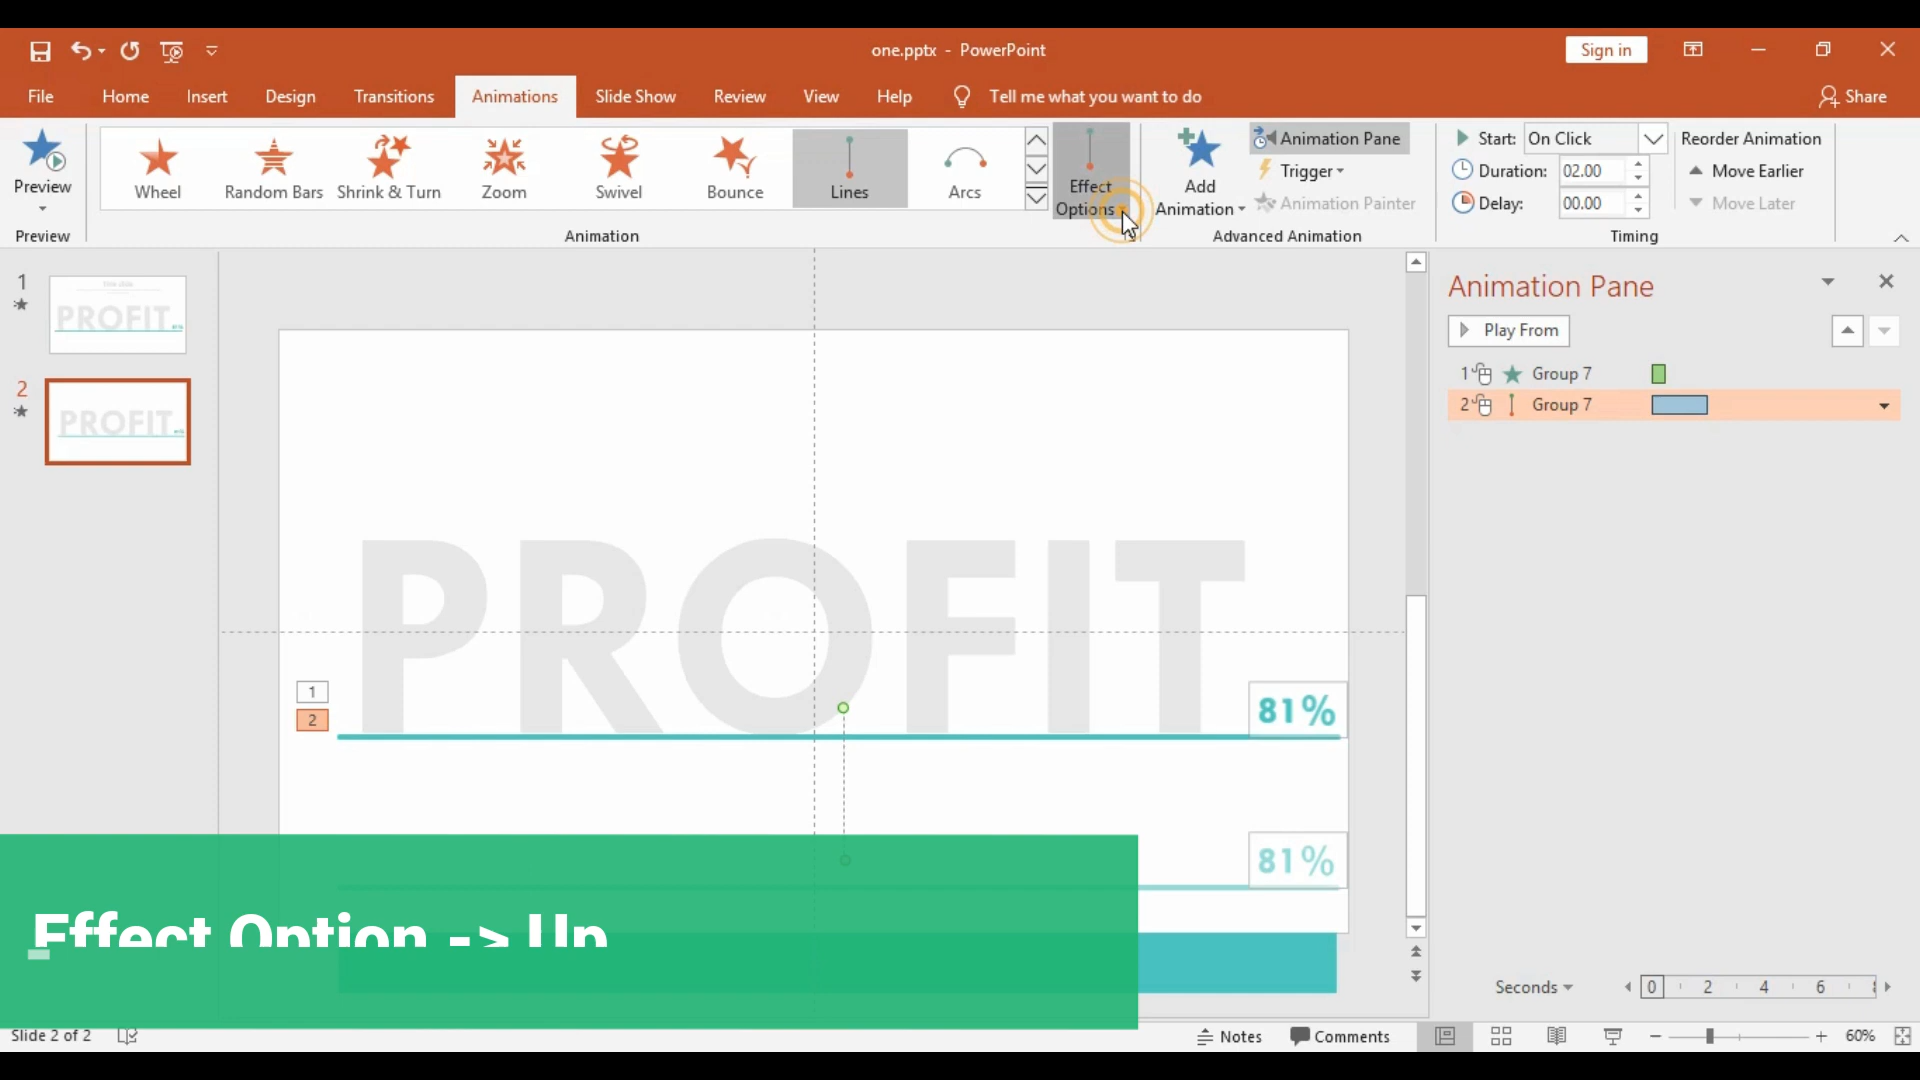 one.pptx - PowerPoint
Sign in
File Home Insert Design Transitions Animations Slide Show Review View Help Tell me what you want to do Share
Preview
Wheel Random Bars Shrink & Turn Zoom Swivel Bounce Lines Arcs
Effect Options
Add Animation
Animation Pane
Trigger
Animation Painter
Start: On Click
Duration: 02.00
Delay: 00.00
Reorder Animation
Move Earlier
Move Later
Preview Animation Advanced Animation Timing
1
PROFIT
2
PROFIT
PROFIT
1
2
81%
81%
Effect Option -> Up
Animation Pane
Play From
1 Group 7
2 Group 7
Seconds 0 2 4 6
Slide 2 of 2
Notes Comments 60%